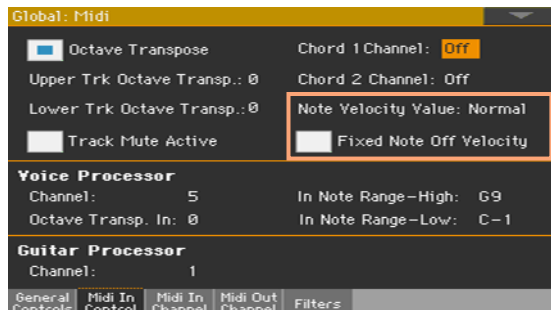 Global: Midi
Octave Transpose
Chord 1 Channel: Off
Upper Trk Octave Transp.: 0
Chord 2 Channel: Off
Lower Trk Octave Transp.:0
Note Velocity Value: Normal
Track Mute Active
Fixed Note Off Velocity
Voice Processor
Channel: 5
In Note Range-High: G9
Octave Transp. In: 0
In Note Range-Low: C-1
Guitar Processor
Channel: 1
General Controls
Midi In Control
Midi In Channel
Midi Out Channel
Filters